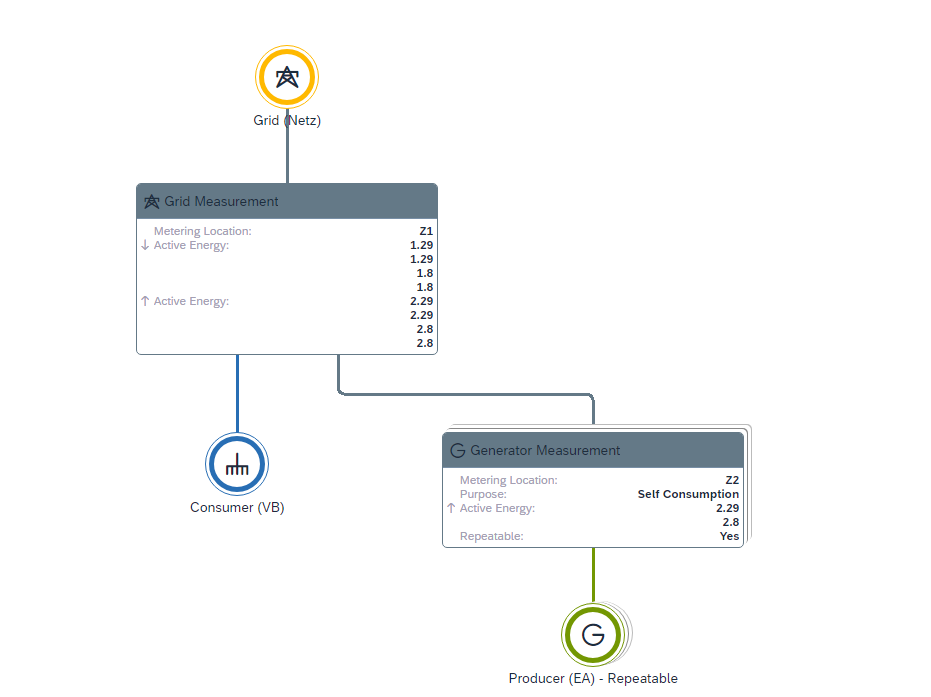 Grid (Netz)
Grid Measurement
Metering Location: Z1
↓ Active Energy: 1.29
1.29
1.8
1.8
↑ Active Energy: 2.29
2.29
2.8
2.8
Consumer (VB)
Generator Measurement
Metering Location: Z2
Purpose: Self Consumption
↑ Active Energy: 2.29
2.8
Repeatable: Yes
Producer (EA) - Repeatable